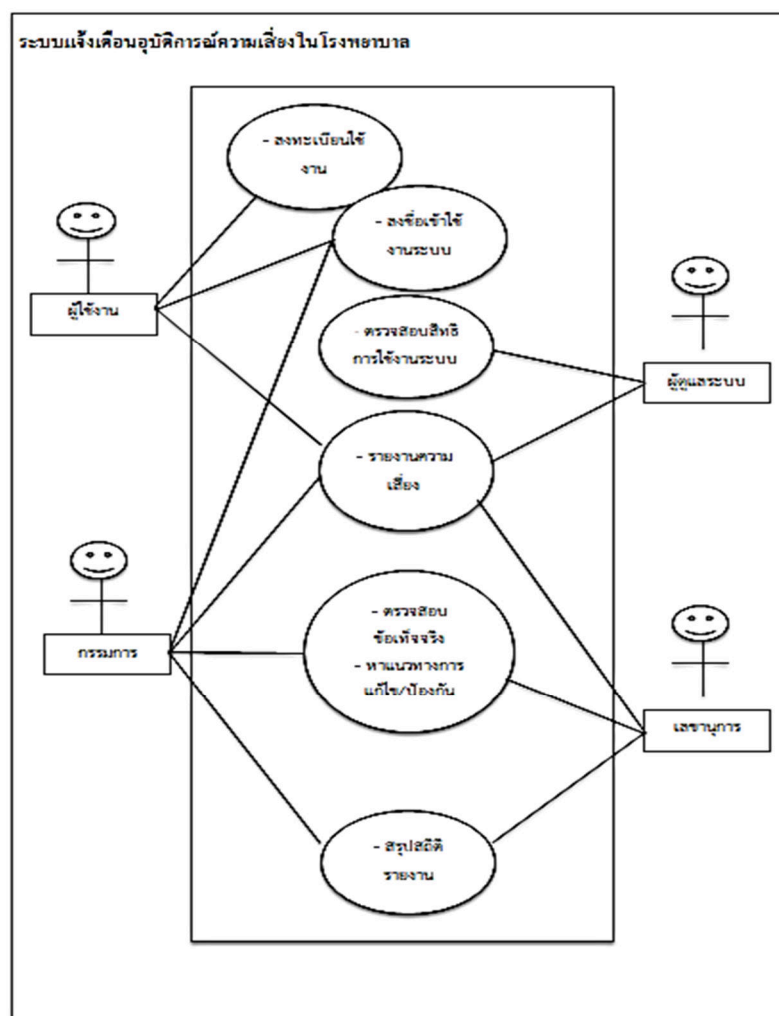 ระบบแจ้งเตือนอุบัติการณ์ความเสี่ยงในโรงพยาบาล
- ลงทะเบียนใช้
งาน
- ลงชื่อเข้าใช้
งานระบบ
ผู้ใช้งาน
- ตรวจสอบสิทธิ
การใช้งานระบบ
ผู้ดูแลระบบ
- รายงานความ
เสี่ยง
- ตรวจสอบ
ข้อเท็จจริง
- หาแนวทางการ
แก้ไข/ป้องกัน
กรรมการ
เลขานุการ
- สรุปสถิติ
รายงาน